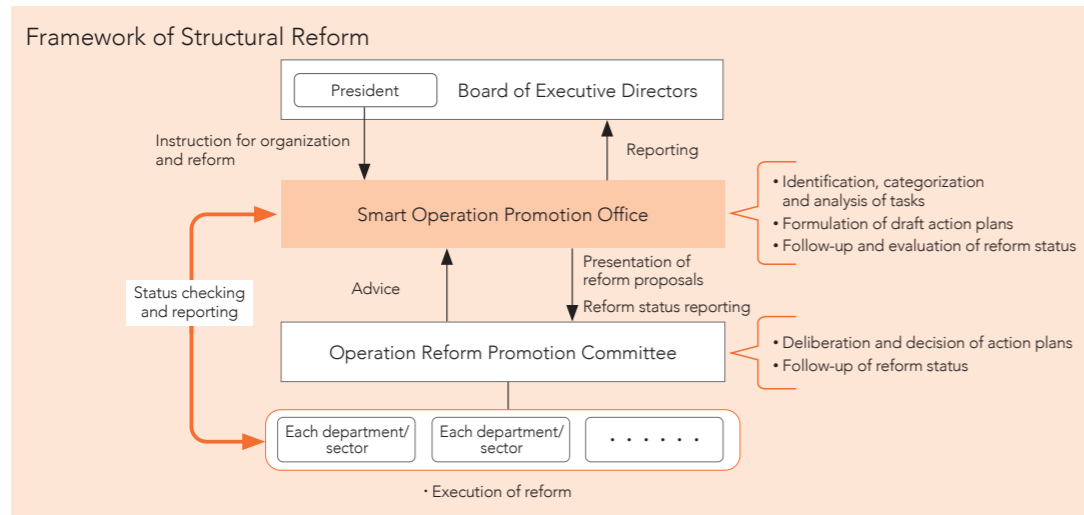 Framework of Structural Reform
President
Board of Executive Directors
Instruction for organization
and reform
Reporting
Smart Operation Promotion Office
・Identification, categorization
and analysis of tasks
・Formulation of draft action plans
・Follow-up and evaluation of reform status
Status checking
and reporting
Advice
Presentation of
reform proposals
Reform status reporting
Operation Reform Promotion Committee
・Deliberation and decision of action plans
・Follow-up of reform status
Each department/
sector
Each department/
sector
・・・・・・
・Execution of reform